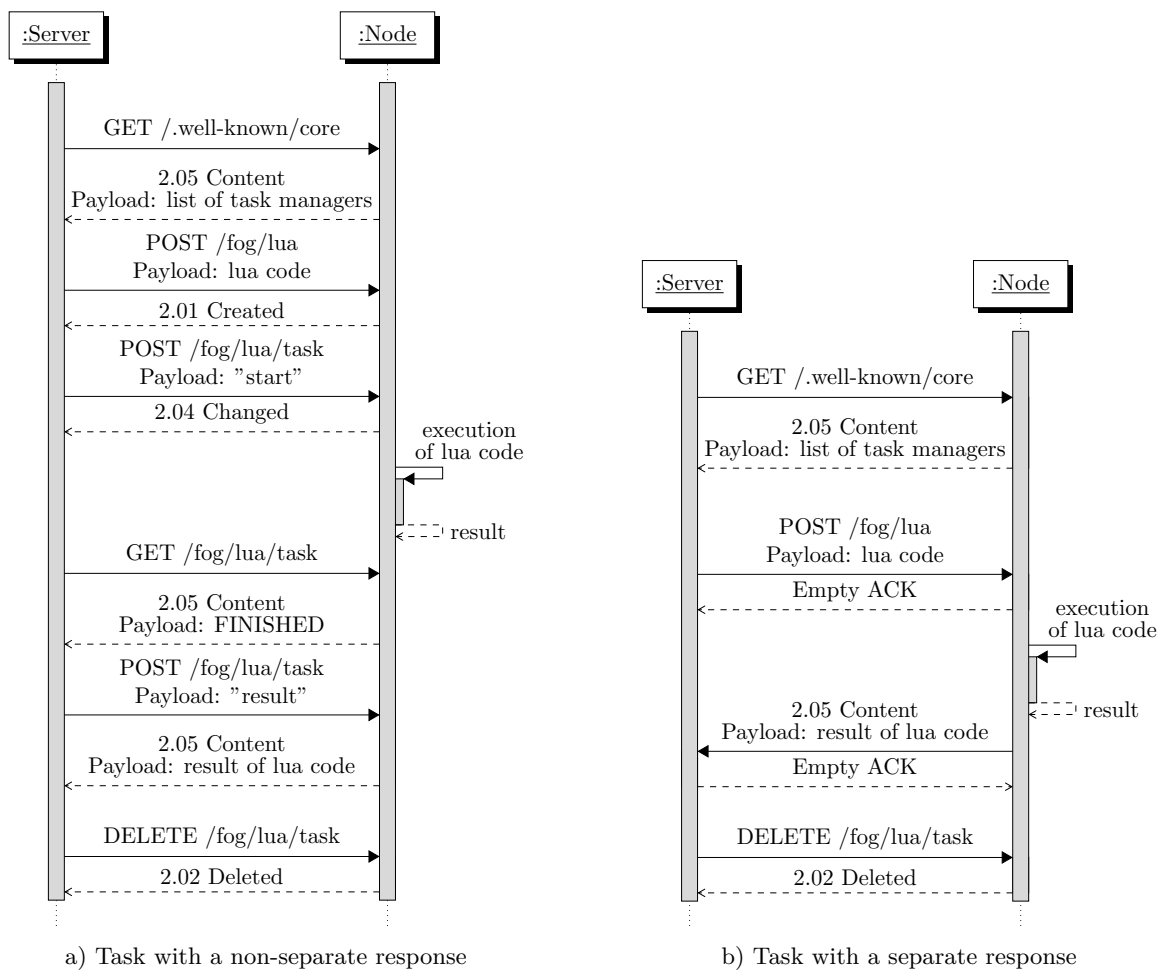 :Server
:Node
GET /.well-known/core
2.05 Content
Payload: list of task managers
POST /fog/lua
Payload: lua code
2.01 Created
POST /fog/lua/task
Payload: ”start”
2.04 Changed
execution
of lua code
result
GET /fog/lua/task
2.05 Content
Payload: FINISHED
POST /fog/lua/task
Payload: ”result”
2.05 Content
Payload: result of lua code
DELETE /fog/lua/task
2.02 Deleted
a) Task with a non-separate response
:Server
:Node
GET /.well-known/core
2.05 Content
Payload: list of task managers
POST /fog/lua
Payload: lua code
Empty ACK
execution
of lua code
result
2.05 Content
Payload: result of lua code
Empty ACK
DELETE /fog/lua/task
2.02 Deleted
b) Task with a separate response